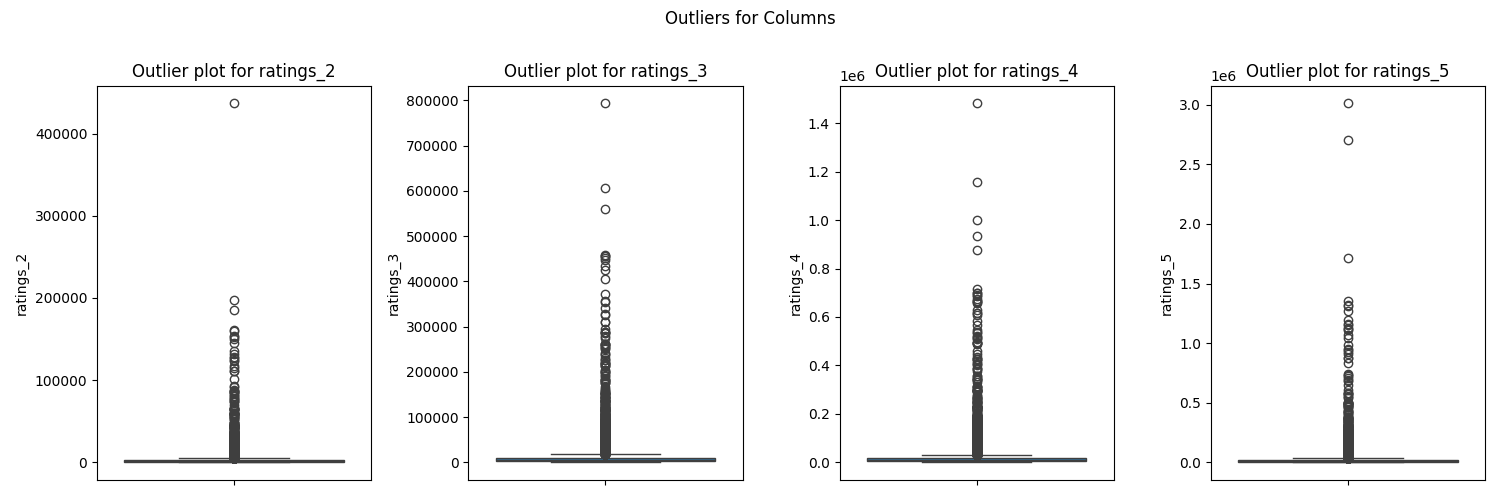 Outliers for Columns
Outlier plot for ratings_2
ratings_2
400000
300000
200000
100000
0
Outlier plot for ratings_3
ratings_3
800000
700000
600000
500000
400000
300000
200000
100000
0
1e6
Outlier plot for ratings_4
ratings_4
1.4
1.2
1.0
0.8
0.6
0.4
0.2
0.0
1e6
Outlier plot for ratings_5
ratings_5
3.0
2.5
2.0
1.5
1.0
0.5
0.0